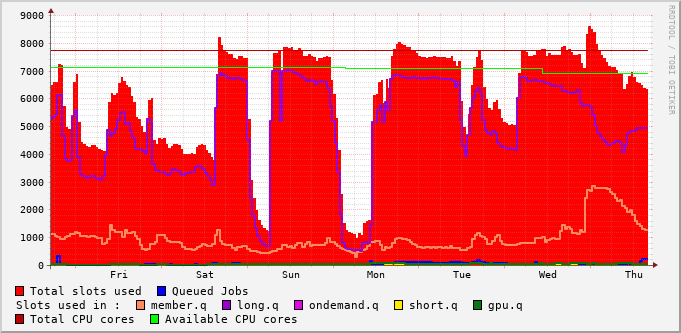 9000
8000
7000
6000
5000
4000
3000
2000
1000
0
Fri Sat Sun Mon Tue Wed Thu
RRDTOOL / TOBI OETIKER
Total slots used Queued Jobs
Slots used in : member.q long.q ondemand.q short.q gpu.q
Total CPU cores Available CPU cores